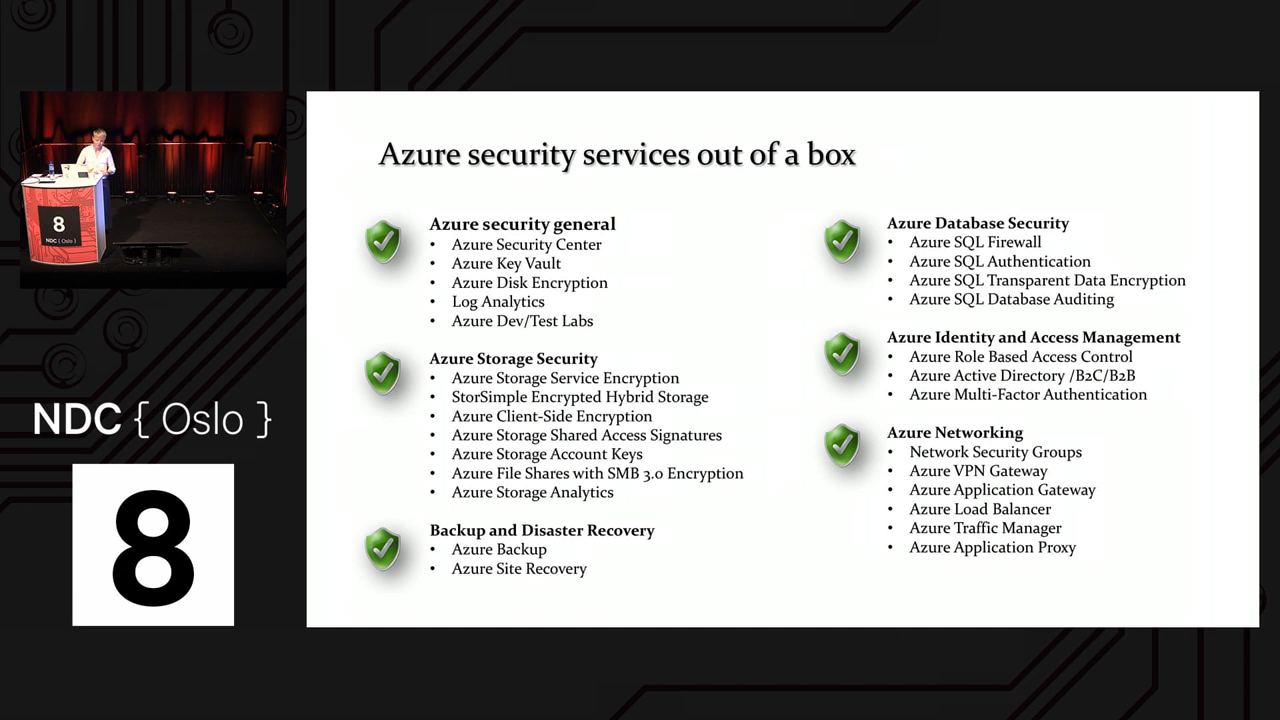 Azure security services out of a box
Azure security general
• Azure Security Center
• Azure Key Vault
• Azure Disk Encryption
• Log Analytics
• Azure Dev/Test Labs
Azure Storage Security
• Azure Storage Service Encryption
• StorSimple Encrypted Hybrid Storage
• Azure Client-Side Encryption
• Azure Storage Shared Access Signatures
• Azure Storage Account Keys
• Azure File Shares with SMB 3.0 Encryption
• Azure Storage Analytics
Backup and Disaster Recovery
• Azure Backup
• Azure Site Recovery
Azure Database Security
• Azure SQL Firewall
• Azure SQL Authentication
• Azure SQL Transparent Data Encryption
• Azure SQL Database Auditing
Azure Identity and Access Management
• Azure Role Based Access Control
• Azure Active Directory /B2C/B2B
• Azure Multi-Factor Authentication
Azure Networking
• Network Security Groups
• Azure VPN Gateway
• Azure Application Gateway
• Azure Load Balancer
• Azure Traffic Manager
• Azure Application Proxy
8
NDC { Oslo }
NDC { Oslo }
8